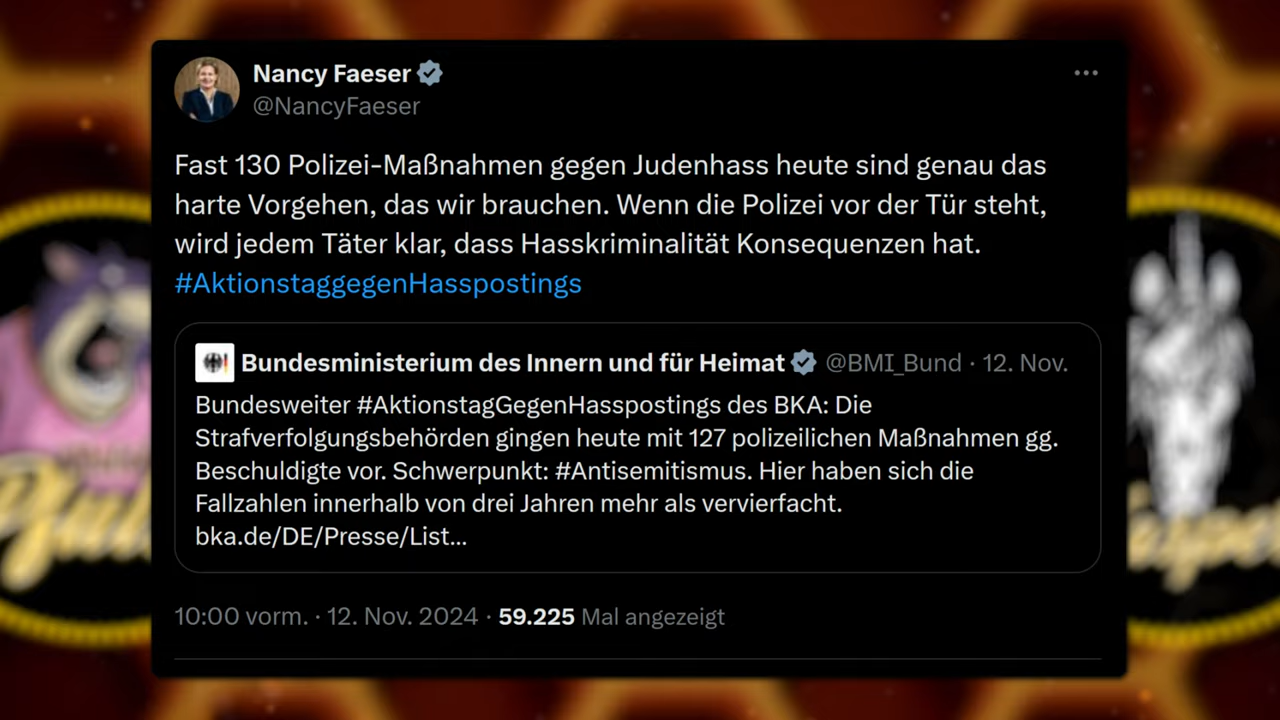 Nancy Faeser
@NancyFaeser
Fast 130 Polizei-Maßnahmen gegen Judenhass heute sind genau das
harte Vorgehen, das wir brauchen. Wenn die Polizei vor der Tür steht,
wird jedem Täter klar, dass Hasskriminalität Konsequenzen hat.
#AktionstaggegenHasspostings
Bundesministerium des Innern und für Heimat @BMI_Bund · 12. Nov.
Bundesweiter #AktionstagGegenHasspostings des BKA: Die
Strafverfolgungsbehörden gingen heute mit 127 polizeilichen Maßnahmen gg.
Beschuldigte vor. Schwerpunkt: #Antisemitismus. Hier haben sich die
Fallzahlen innerhalb von drei Jahren mehr als vervierfacht.
bka.de/DE/Presse/List…
10:00 vorm. · 12. Nov. 2024 · 59.225 Mal angezeigt